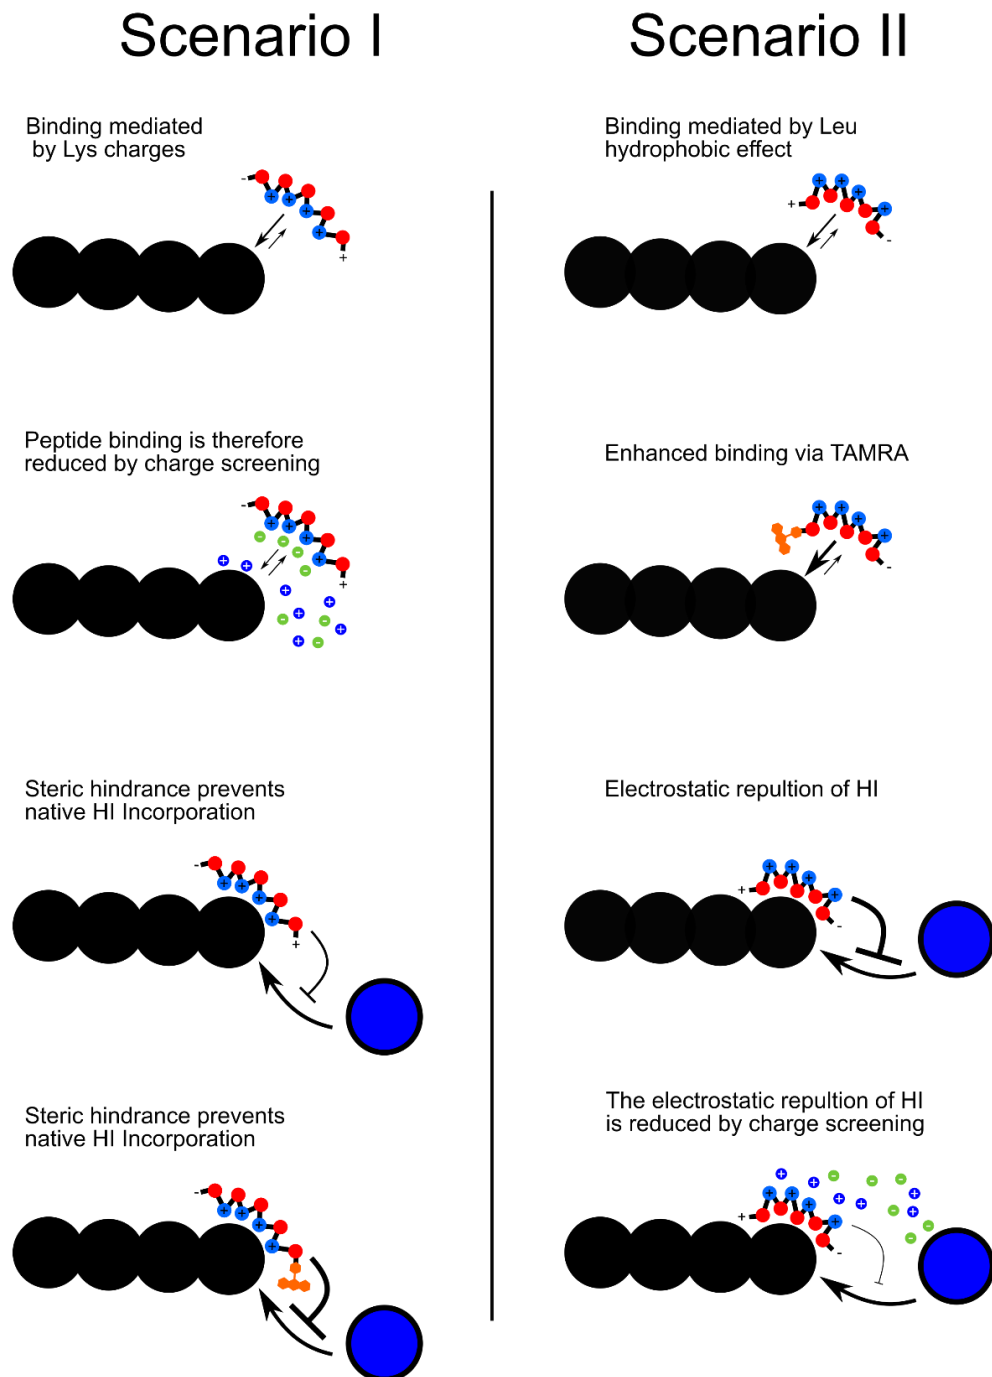 Scenario I
Binding mediated
by Lys charges
Peptide binding is therefore
reduced by charge screening
Steric hindrance prevents
native HI Incorporation
Steric hindrance prevents
native HI Incorporation
Scenario II
Binding mediated by Leu
hydrophobic effect
Enhanced binding via TAMRA
Electrostatic repultion of HI
The electrostatic repultion of HI
is reduced by charge screening